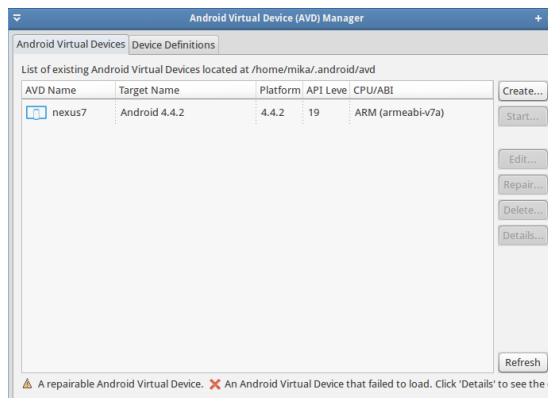 Android Virtual Device (AVD) Manager
Android Virtual Devices Device Definitions
List of existing Android Virtual Devices located at /home/mika/.android/avd
AVD Name Target Name Platform API Leve CPU/ABI
nexus7 Android 4.4.2 4.4.2 19 ARM (armeabi-v7a)
Create...
Start...
Edit...
Repair...
Delete...
Details...
Refresh
A repairable Android Virtual Device. An Android Virtual Device that failed to load. Click 'Details' to see the